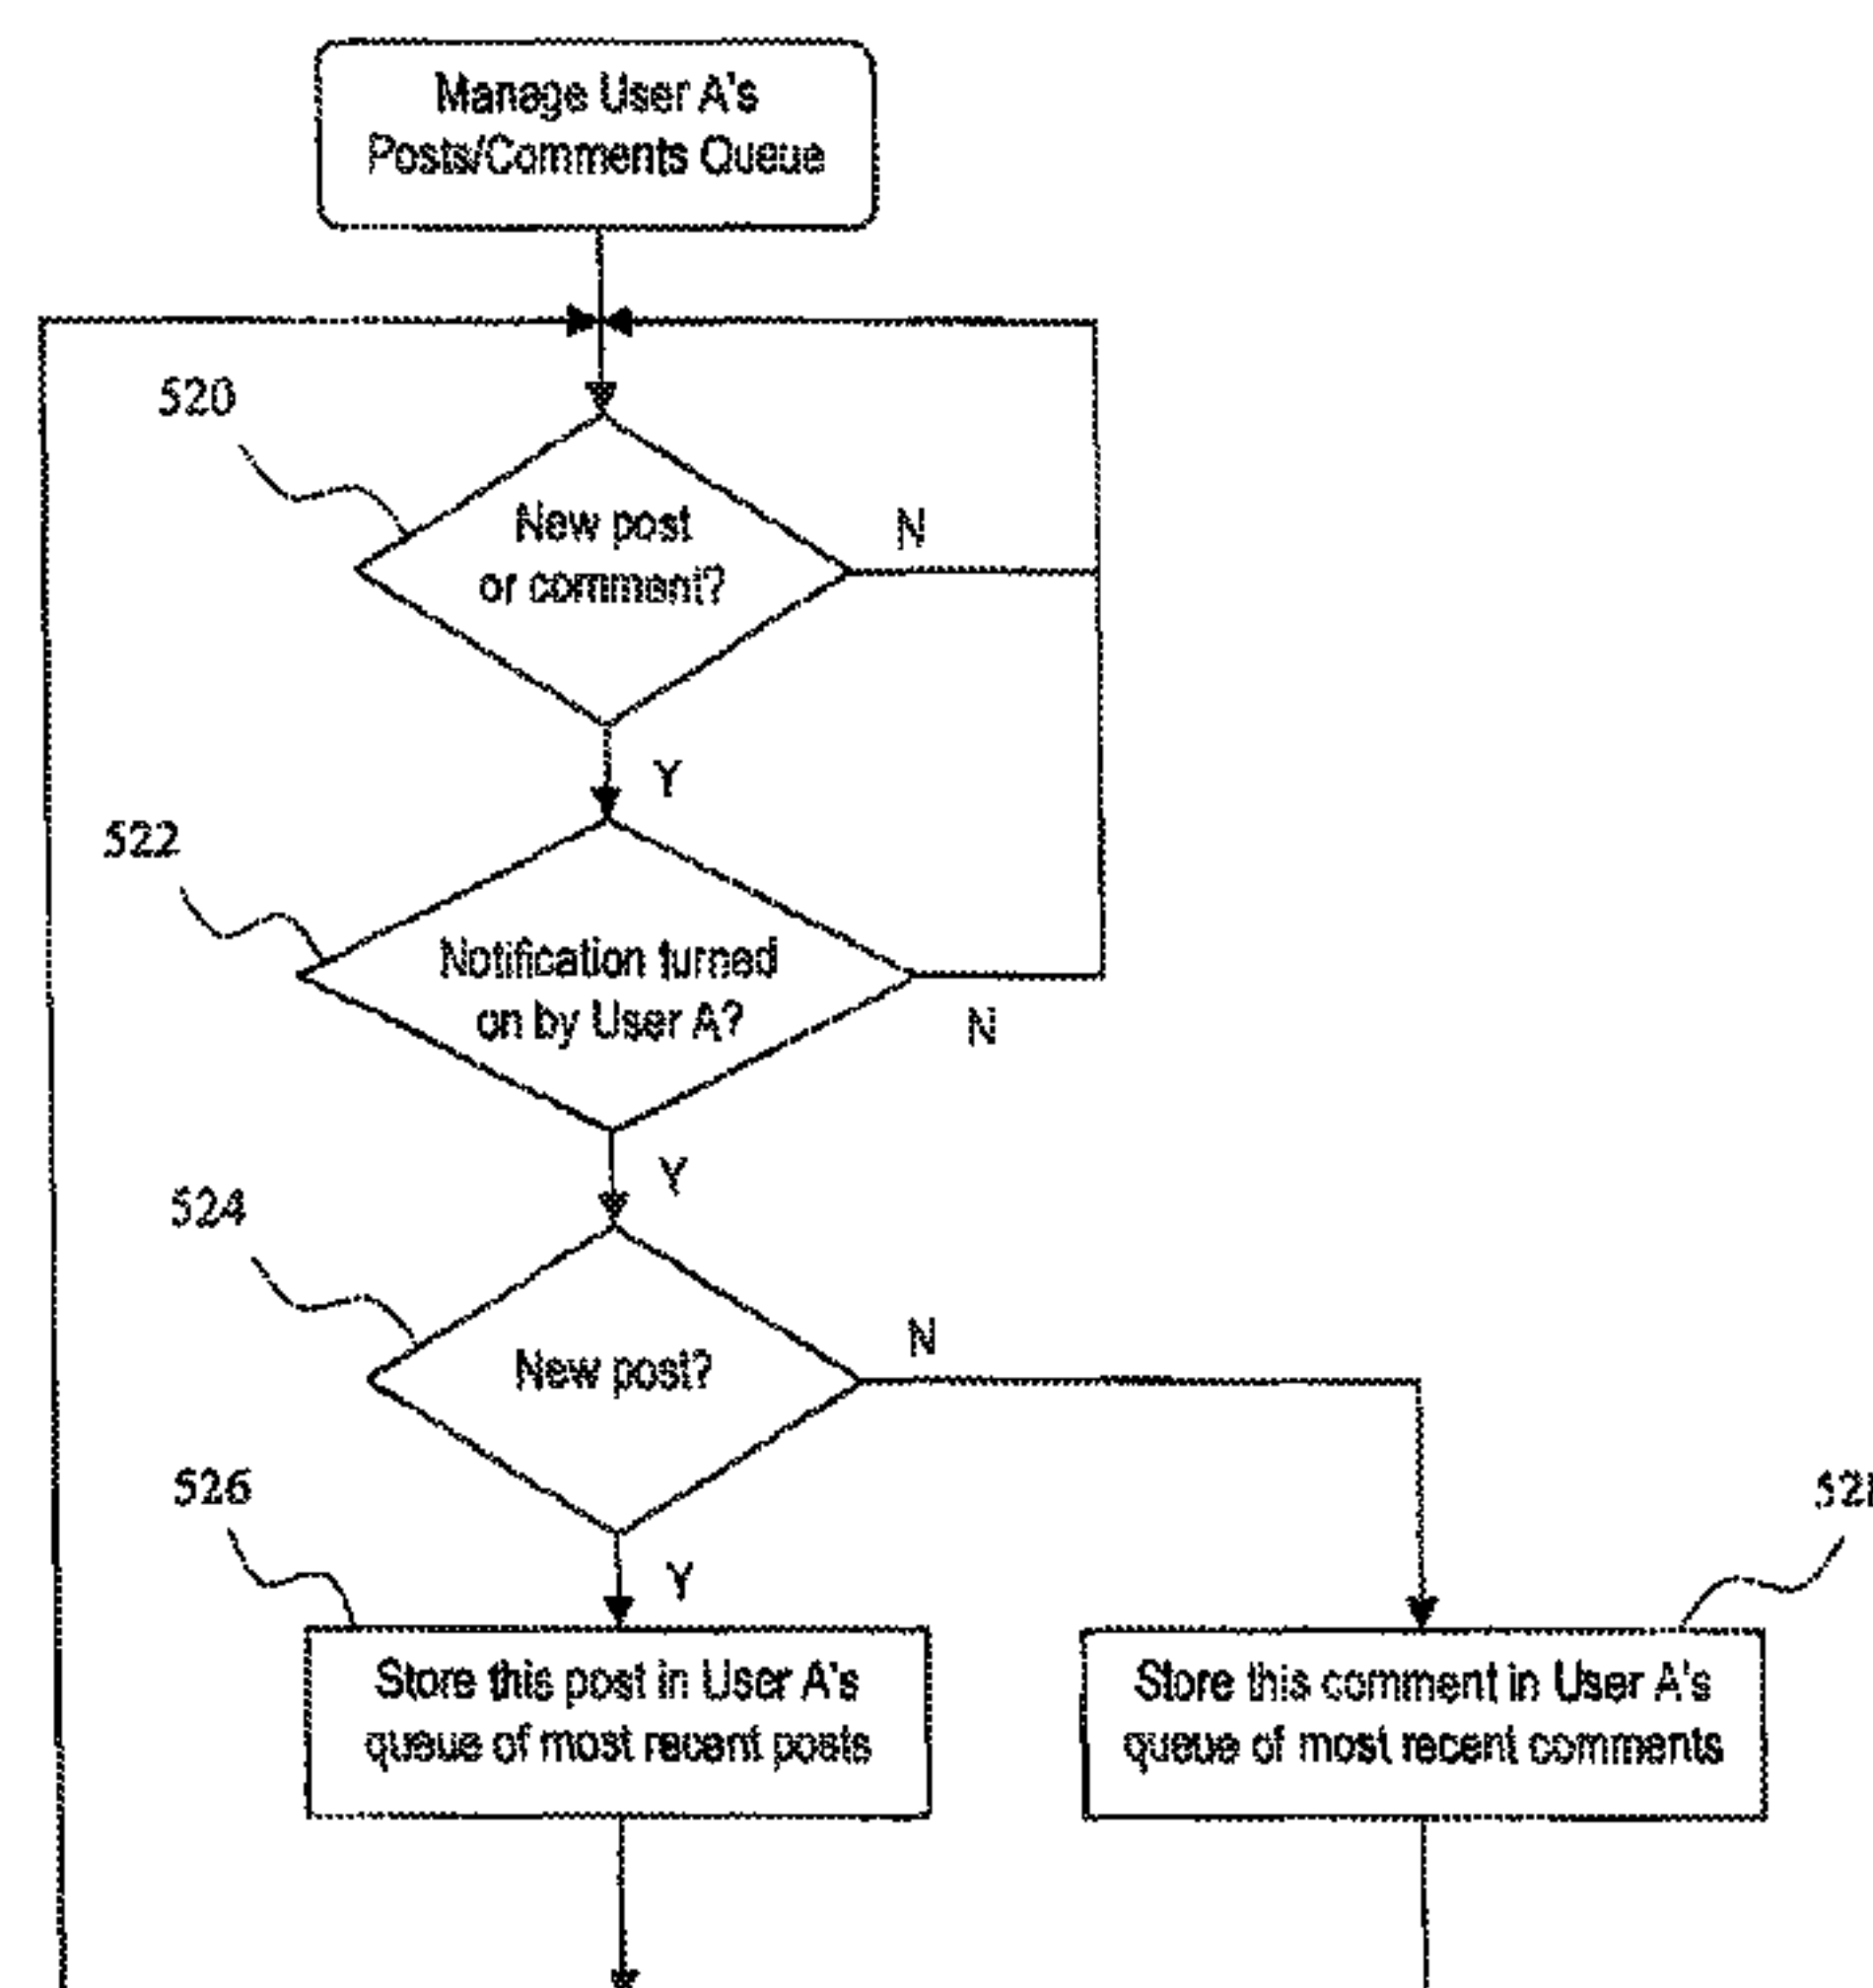 Manage User A's
Posts/Comments Queue
520
New post
or comment?
N
Y
522
Notification turned
on by User A?
N
Y
524
New post?
N
526
Y
Store this post in User A's
queue of most recent posts
Store this comment in User A's
queue of most recent comments